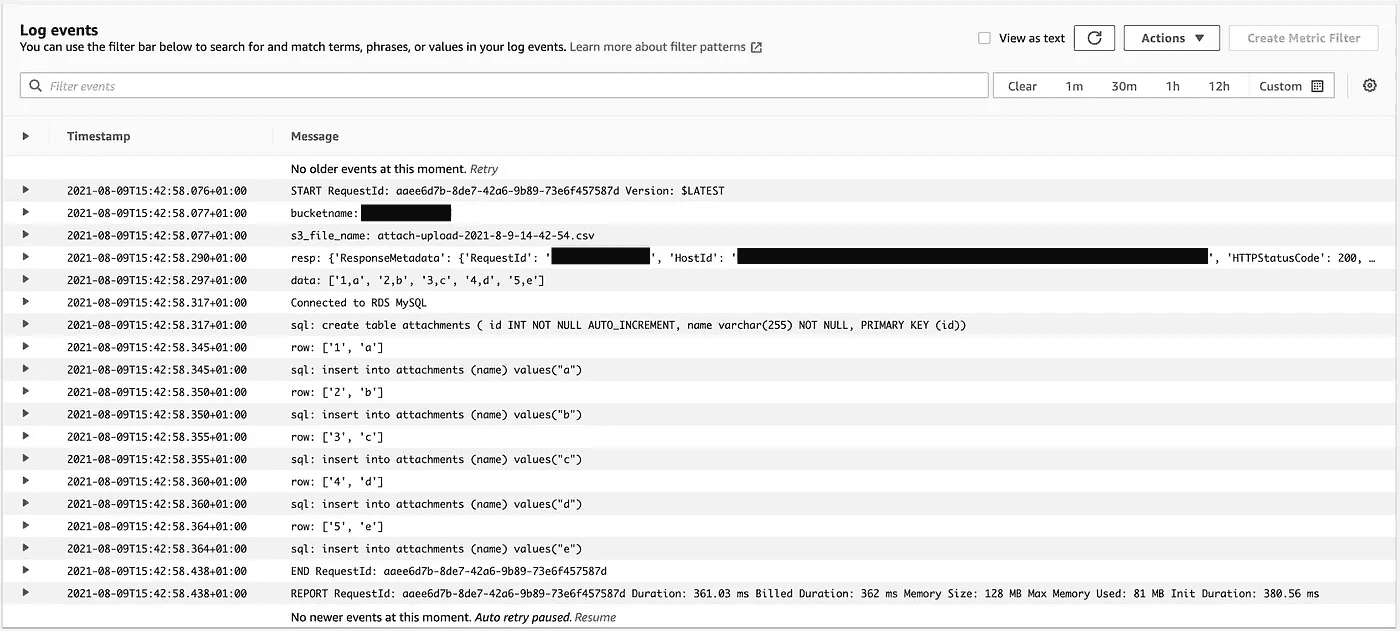 Log events
You can use the filter bar below to search for and match terms, phrases, or values in your log events. Learn more about filter patterns
View as text
Actions
Create Metric Filter
Filter events
Clear 1m 30m 1h 12h Custom
Timestamp Message
No older events at this moment. Retry
2021-08-09T15:42:58.076+01:00 START RequestId: aaee6d7b-8de7-42a6-9b89-73e6f457587d Version: $LATEST
2021-08-09T15:42:58.077+01:00 bucketname:
2021-08-09T15:42:58.077+01:00 s3_file_name: attach-upload-2021-8-9-14-42-54.csv
2021-08-09T15:42:58.290+01:00 resp: {'ResponseMetadata': {'RequestId': ' ', 'HostId': ' ', 'HTTPStatusCode': 200, …
2021-08-09T15:42:58.297+01:00 data: ['1,a', '2,b', '3,c', '4,d', '5,e']
2021-08-09T15:42:58.317+01:00 Connected to RDS MySQL
2021-08-09T15:42:58.317+01:00 sql: create table attachments ( id INT NOT NULL AUTO_INCREMENT, name varchar(255) NOT NULL, PRIMARY KEY (id))
2021-08-09T15:42:58.345+01:00 row: ['1', 'a']
2021-08-09T15:42:58.345+01:00 sql: insert into attachments (name) values("a")
2021-08-09T15:42:58.350+01:00 row: ['2', 'b']
2021-08-09T15:42:58.350+01:00 sql: insert into attachments (name) values("b")
2021-08-09T15:42:58.355+01:00 row: ['3', 'c']
2021-08-09T15:42:58.355+01:00 sql: insert into attachments (name) values("c")
2021-08-09T15:42:58.360+01:00 row: ['4', 'd']
2021-08-09T15:42:58.360+01:00 sql: insert into attachments (name) values("d")
2021-08-09T15:42:58.364+01:00 row: ['5', 'e']
2021-08-09T15:42:58.364+01:00 sql: insert into attachments (name) values("e")
2021-08-09T15:42:58.438+01:00 END RequestId: aaee6d7b-8de7-42a6-9b89-73e6f457587d
2021-08-09T15:42:58.438+01:00 REPORT RequestId: aaee6d7b-8de7-42a6-9b89-73e6f457587d Duration: 361.03 ms Billed Duration: 362 ms Memory Size: 128 MB Max Memory Used: 81 MB Init Duration: 380.56 ms
No newer events at this moment. Auto retry paused. Resume